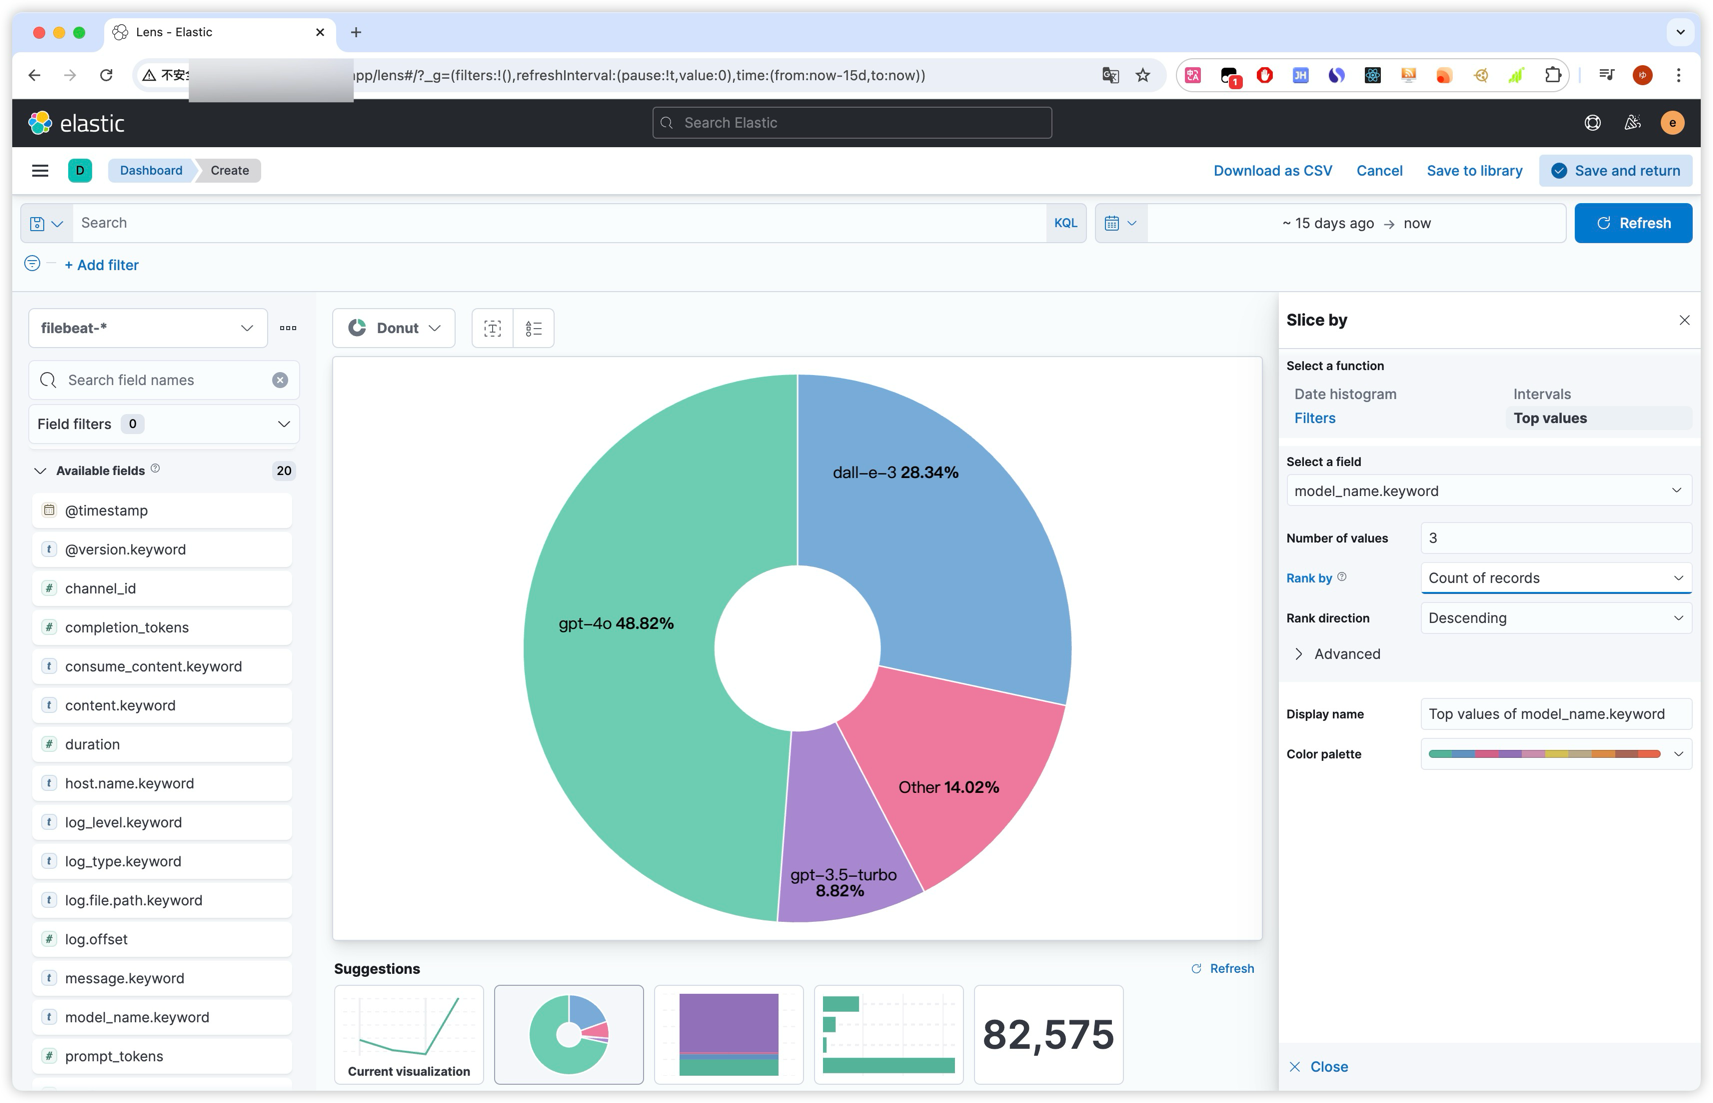 Lens - Elastic
不安全
app/lens#/?_g=(filters:!(),refreshInterval:(pause:!t,value:0),time:(from:now-15d,to:now))
1
JH
elastic
Search Elastic
e
D
Dashboard
Create
Download as CSV
Cancel
Save to library
Save and return
Search
KQL
~ 15 days ago → now
Refresh
+ Add filter
filebeat-*
Search field names
Field filters 0
Available fields 20
@timestamp
t @version.keyword
# channel_id
# completion_tokens
t consume_content.keyword
t content.keyword
# duration
t host.name.keyword
t log_level.keyword
t log_type.keyword
t log.file.path.keyword
# log.offset
t message.keyword
t model_name.keyword
# prompt_tokens
Donut
dall-e-3 28.34%
gpt-4o 48.82%
Other 14.02%
gpt-3.5-turbo
8.82%
Suggestions
Refresh
Current visualization
82,575
Slice by
Select a function
Date histogram
Intervals
Filters
Top values
Select a field
model_name.keyword
Number of values
3
Rank by
Count of records
Rank direction
Descending
Advanced
Display name
Top values of model_name.keyword
Color palette
Close